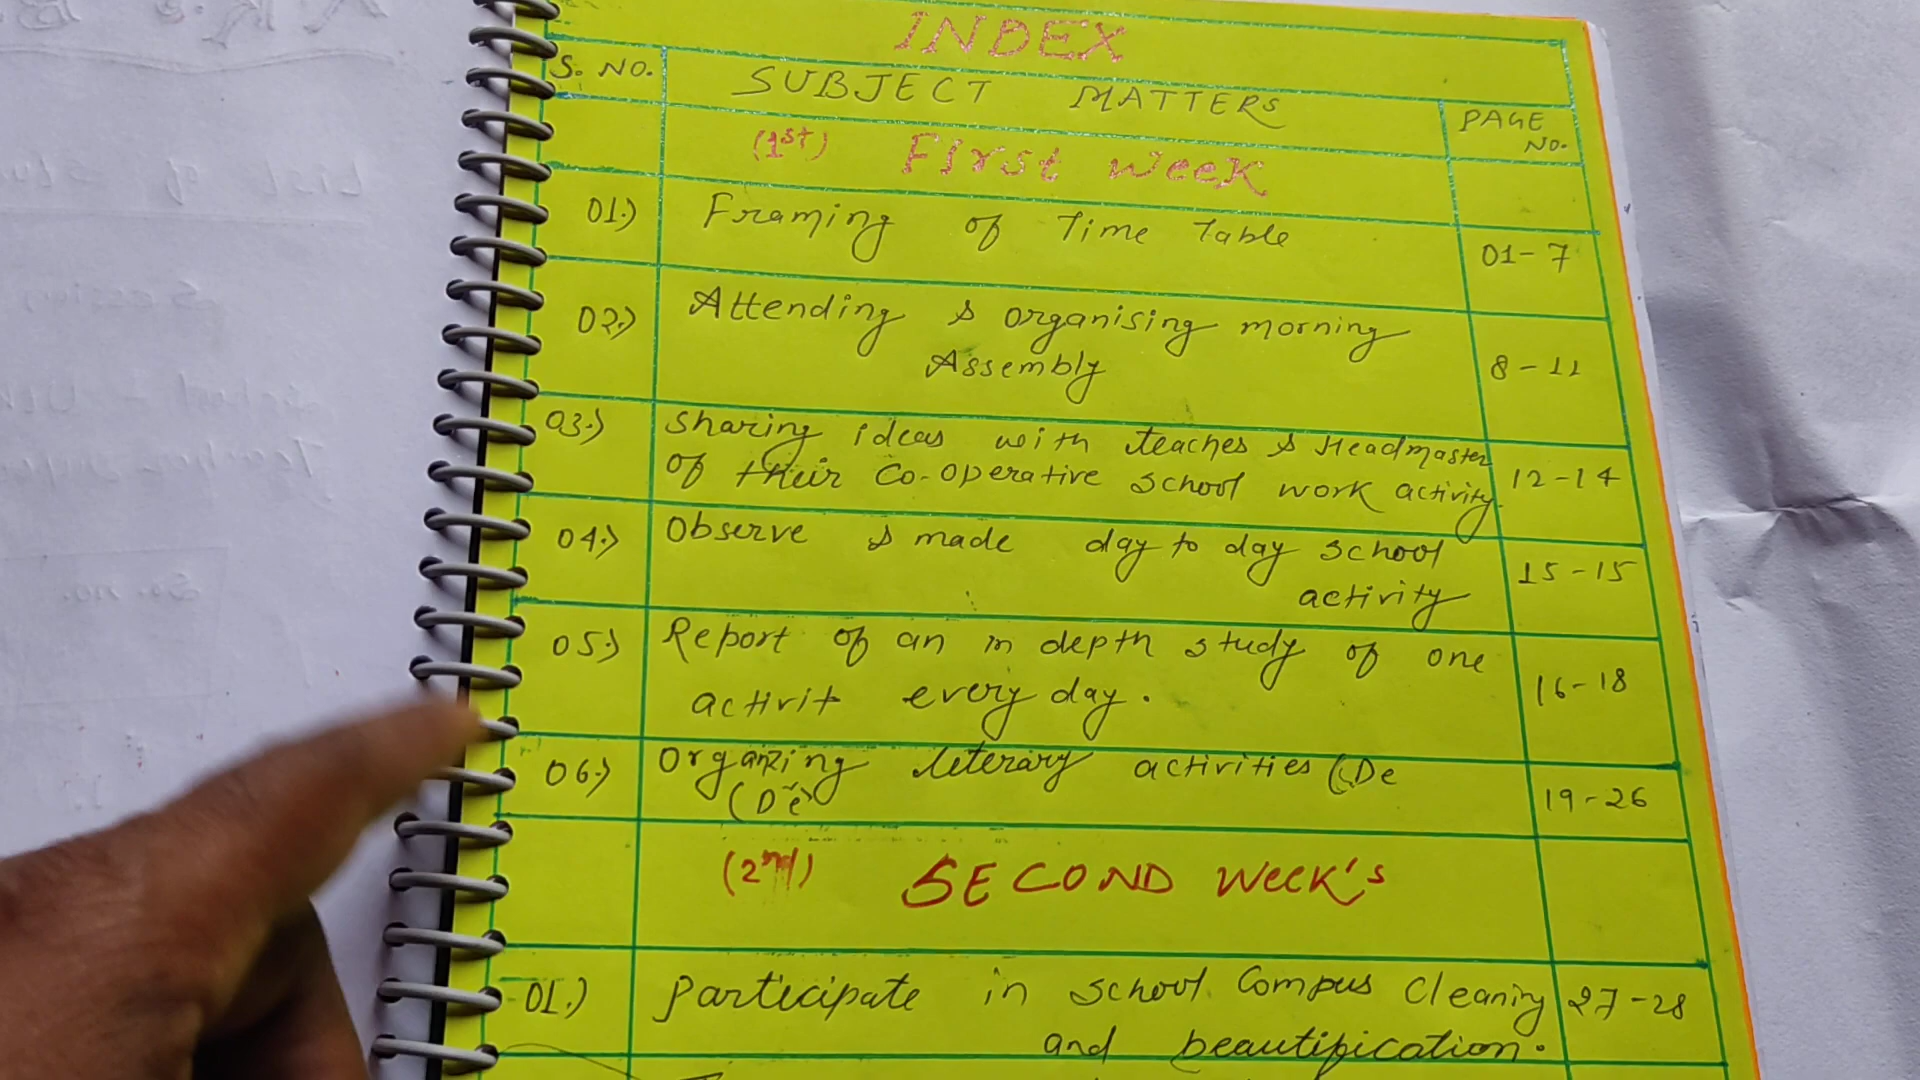 INDEX
S. NO. SUBJECT MATTERS PAGE NO.
(1st) First week
01.) Framing of Time Table 01-7
02.) Attending & organising morning
Assembly 8-11
03.) sharing ideas with teaches & Headmaster
of their Co-operative school work activity. 12-14
04.) Observe & made day to day school
activity 15-15
05.) Report of an in depth study of one
activit every day. 16-18
06.) Organizing leterary activities (De
(De) 19-26
(2nd) SECOND Week's
01.) participate in school Compus Cleaning 27-28
and beautification.